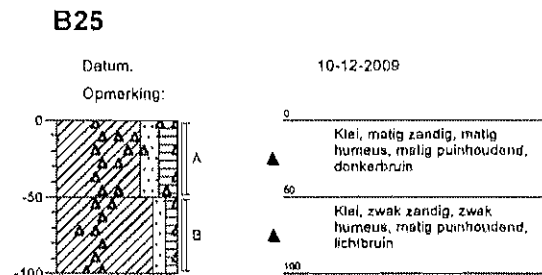 B25
Datum. 10-12-2009
Opmerking:
0 0
Klei, matig zandig, matig
humeus, matig puinhoudend,
donkerbruin
A
-50 60
Klei, zwak zandig, zwak
humeus, matig puinhoudend,
lichtbruin
B
-100 100